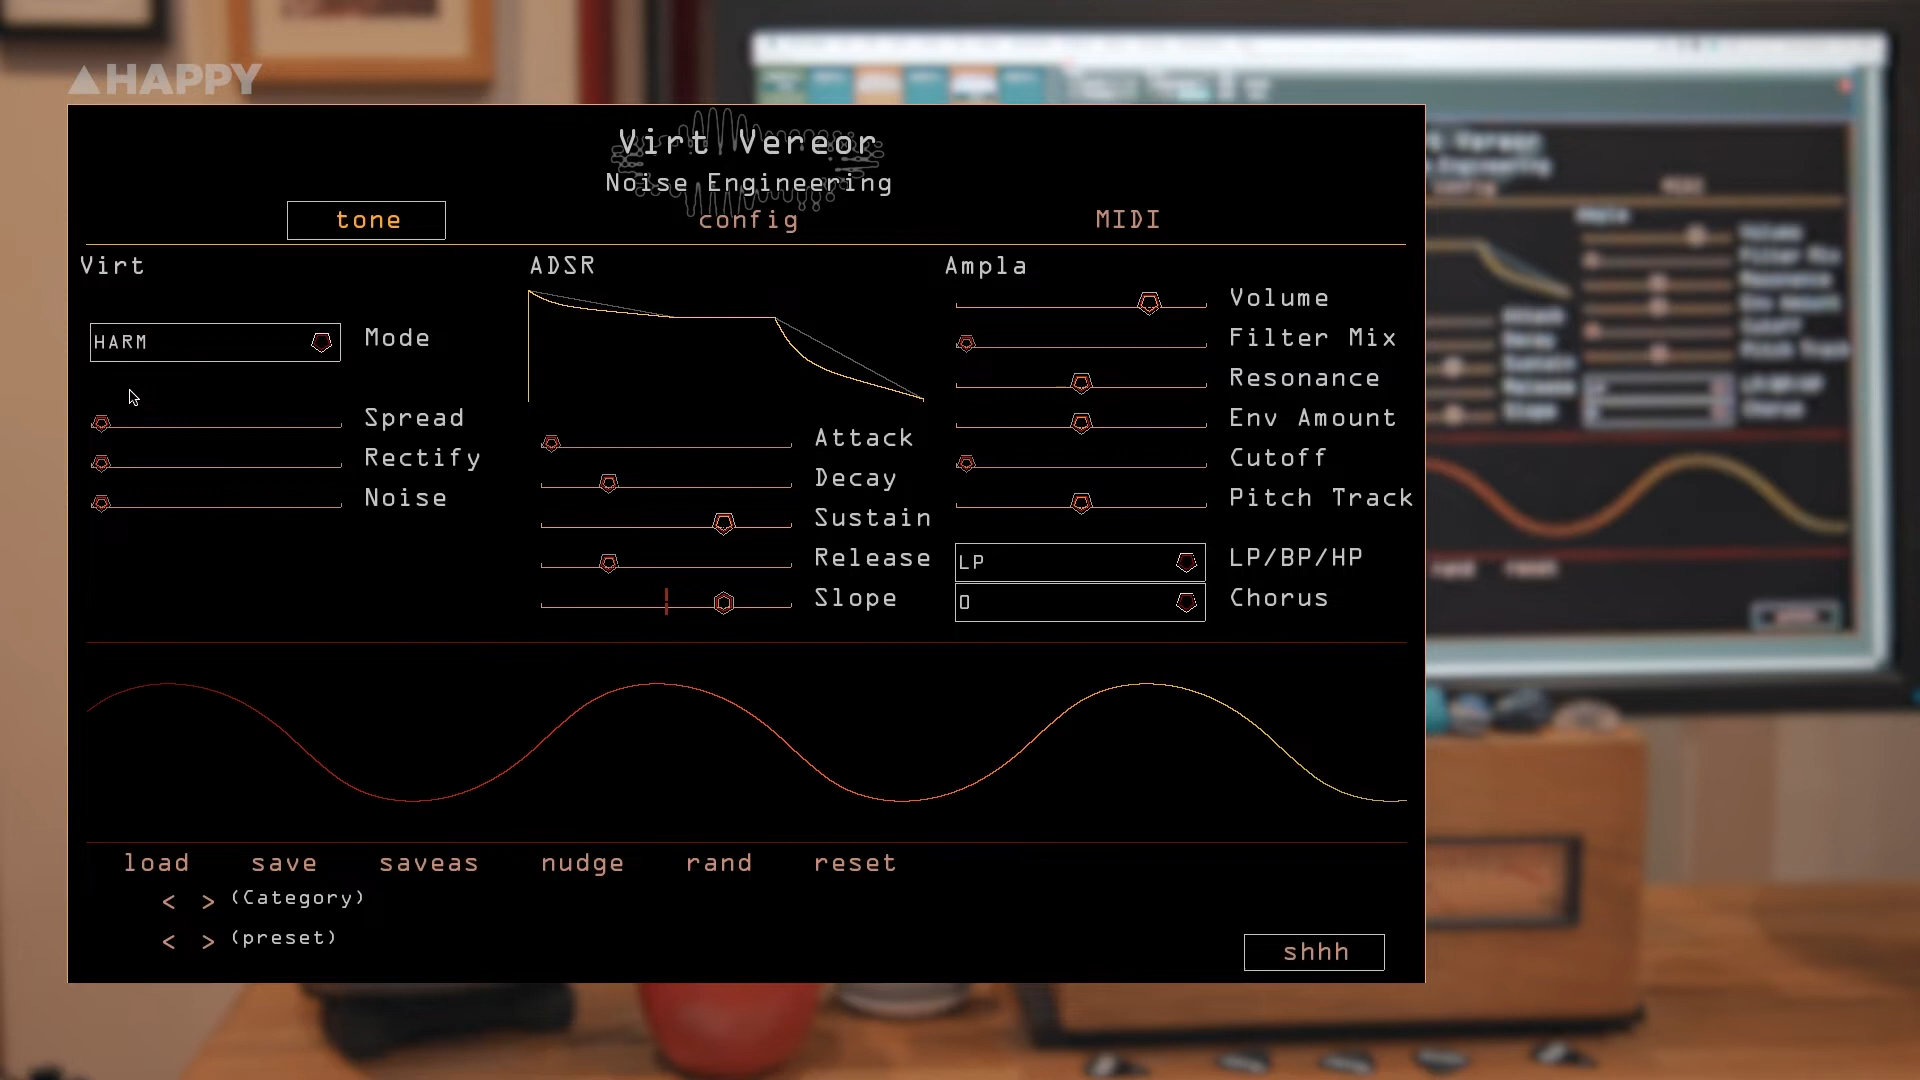 HAPPY
Virt Vereor
Noise Engineering
tone
config
MIDI
Virt
HARM
Mode
Spread
Rectify
Noise
ADSR
Attack
Decay
Sustain
Release
Slope
Ampla
Volume
Filter Mix
Resonance
Env Amount
Cutoff
Pitch Track
LP
LP/BP/HP
0
Chorus
load save saveas nudge rand reset
< > (Category)
< > (preset)
shhh